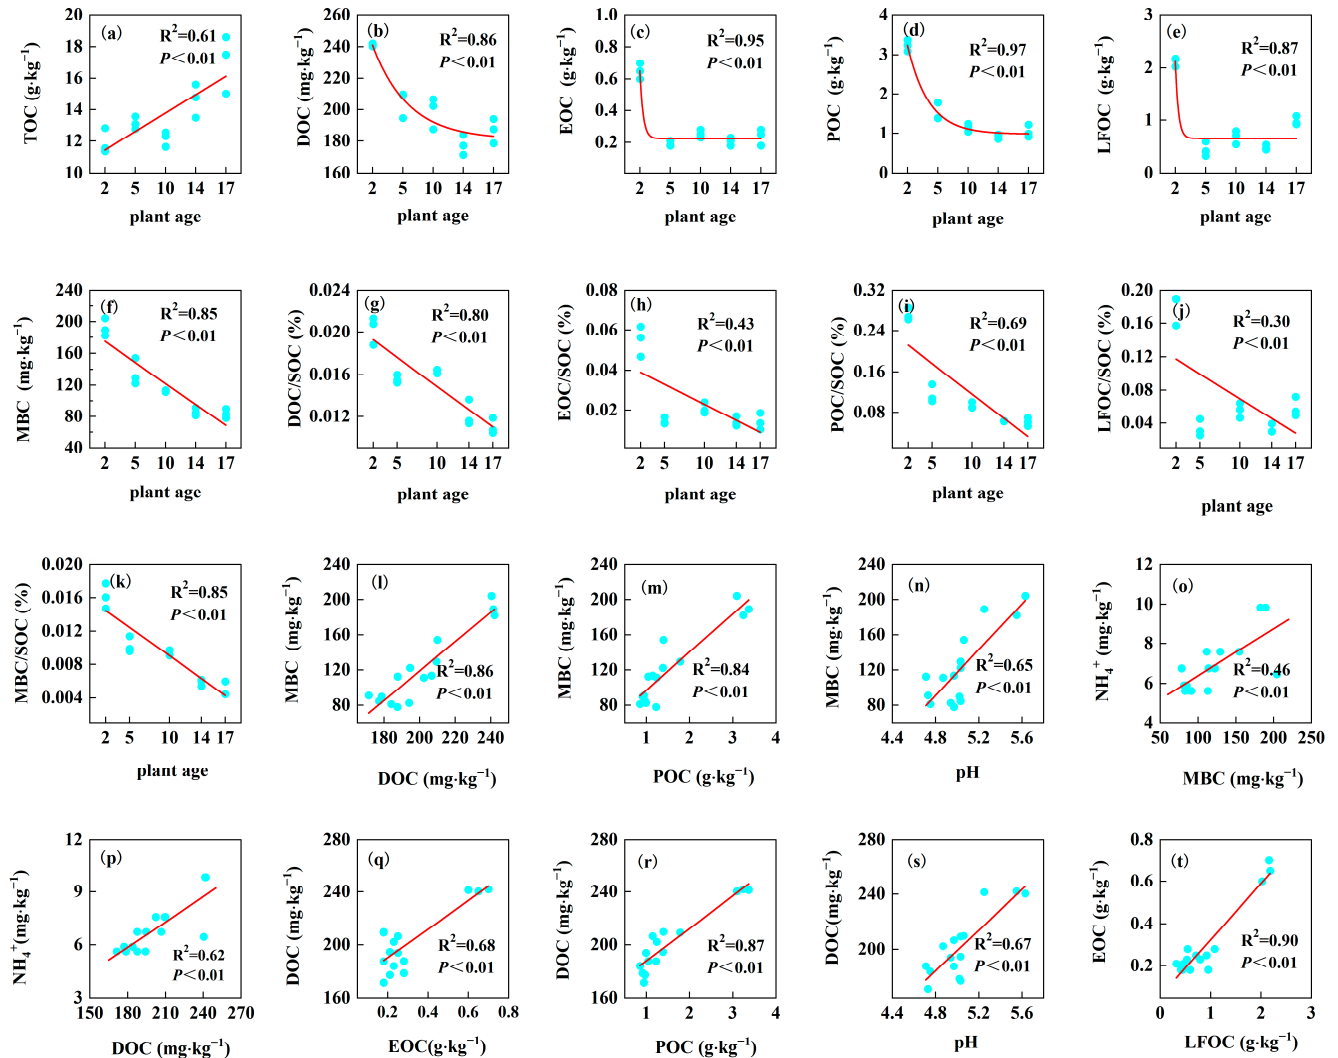 (a)
R²=0.61
P<0.01
TOC (g·kg⁻¹)
20
18
16
14
12
10
2 5 10 14 17
plant age
(b)
R²=0.86
P<0.01
DOC (mg·kg⁻¹)
260
240
220
200
180
160
2 5 10 14 17
plant age
(c)
R²=0.95
P<0.01
EOC (g·kg⁻¹)
1.0
0.8
0.6
0.4
0.2
2 5 10 14 17
plant age
(d)
R²=0.97
P<0.01
POC (g·kg⁻¹)
4
3
2
1
0
2 5 10 14 17
plant age
(e)
R²=0.87
P<0.01
LFOC (g·kg⁻¹)
3
2
1
0
2 5 10 14 17
plant age
(f)
R²=0.85
P<0.01
MBC (mg·kg⁻¹)
240
200
160
120
80
40
2 5 10 14 17
plant age
(g)
R²=0.80
P<0.01
DOC/SOC (%)
0.024
0.020
0.016
0.012
2 5 10 14 17
plant age
(h)
R²=0.43
P<0.01
EOC/SOC (%)
0.08
0.06
0.04
0.02
2 5 10 14 17
plant age
(i)
R²=0.69
P<0.01
POC/SOC (%)
0.32
0.24
0.16
0.08
2 5 10 14 17
plant age
(j)
R²=0.30
P<0.01
LFOC/SOC (%)
0.20
0.16
0.12
0.08
0.04
2 5 10 14 17
plant age
(k)
R²=0.85
P<0.01
MBC/SOC (%)
0.020
0.016
0.012
0.008
0.004
2 5 10 14 17
plant age
(l)
R²=0.86
P<0.01
MBC (mg·kg⁻¹)
240
200
160
120
80
180 200 220 240
DOC (mg·kg⁻¹)
(m)
R²=0.84
P<0.01
MBC (mg·kg⁻¹)
240
200
160
120
80
1 2 3 4
POC (g·kg⁻¹)
(n)
R²=0.65
P<0.01
MBC (mg·kg⁻¹)
240
200
160
120
80
4.4 4.8 5.2 5.6
pH
(o)
R²=0.46
P<0.01
NH₄⁺ (mg·kg⁻¹)
12
10
8
6
4
50 100 150 200 250
MBC (mg·kg⁻¹)
(p)
R²=0.62
P<0.01
NH₄⁺(mg·kg⁻¹)
12
9
6
3
150 180 210 240 270
DOC (mg·kg⁻¹)
(q)
R²=0.68
P<0.01
DOC (mg·kg⁻¹)
280
240
200
160
0.0 0.2 0.4 0.6 0.8
EOC(g·kg⁻¹)
(r)
R²=0.87
P<0.01
DOC (mg·kg⁻¹)
280
240
200
160
1 2 3 4
POC (g·kg⁻¹)
(s)
R²=0.67
P<0.01
DOC(mg·kg⁻¹)
280
240
200
160
4.4 4.8 5.2 5.6
pH
(t)
R²=0.90
P<0.01
EOC (g·kg⁻¹)
0.8
0.6
0.4
0.2
0 1 2 3
LFOC (g·kg⁻¹)